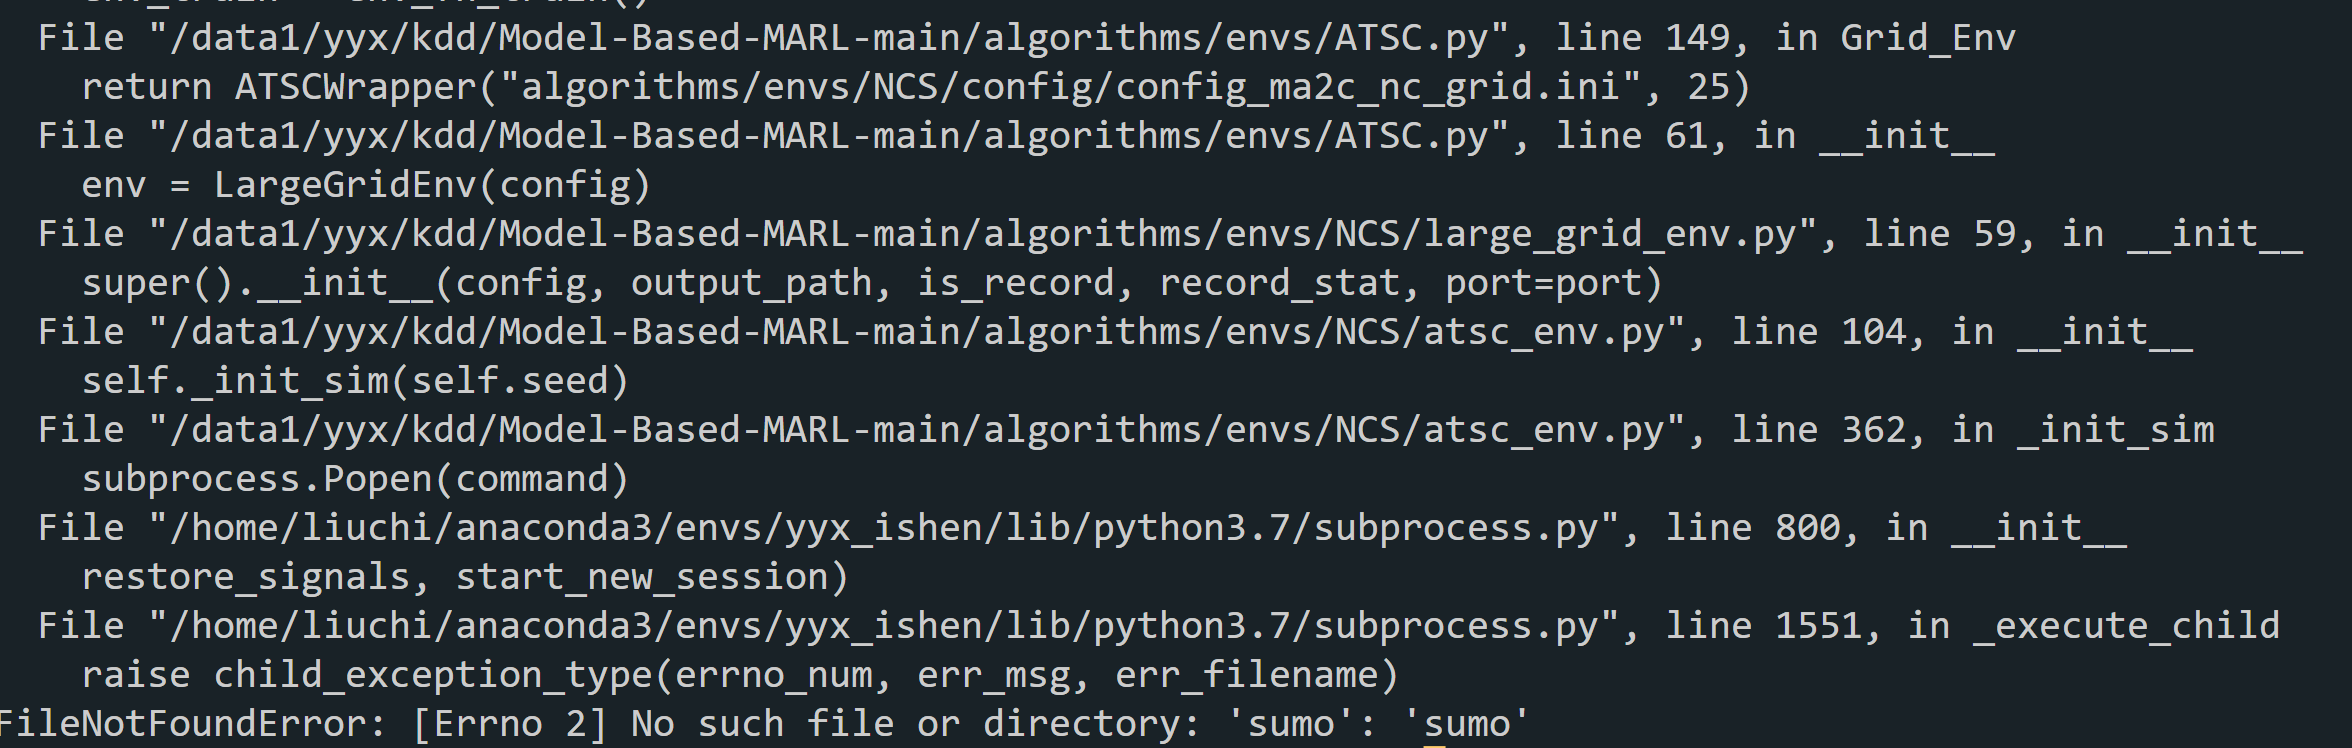 File "/data1/yyx/kdd/Model-Based-MARL-main/algorithms/envs/ATSC.py", line 149, in Grid_Env
return ATSCWrapper("algorithms/envs/NCS/config/config_ma2c_nc_grid.ini", 25)
File "/data1/yyx/kdd/Model-Based-MARL-main/algorithms/envs/ATSC.py", line 61, in __init__
env = LargeGridEnv(config)
File "/data1/yyx/kdd/Model-Based-MARL-main/algorithms/envs/NCS/large_grid_env.py", line 59, in __init__
super().__init__(config, output_path, is_record, record_stat, port=port)
File "/data1/yyx/kdd/Model-Based-MARL-main/algorithms/envs/NCS/atsc_env.py", line 104, in __init__
self._init_sim(self.seed)
File "/data1/yyx/kdd/Model-Based-MARL-main/algorithms/envs/NCS/atsc_env.py", line 362, in _init_sim
subprocess.Popen(command)
File "/home/liuchi/anaconda3/envs/yyx_ishen/lib/python3.7/subprocess.py", line 800, in __init__
restore_signals, start_new_session)
File "/home/liuchi/anaconda3/envs/yyx_ishen/lib/python3.7/subprocess.py", line 1551, in _execute_child
raise child_exception_type(errno_num, err_msg, err_filename)
FileNotFoundError: [Errno 2] No such file or directory: 'sumo': 'sumo'